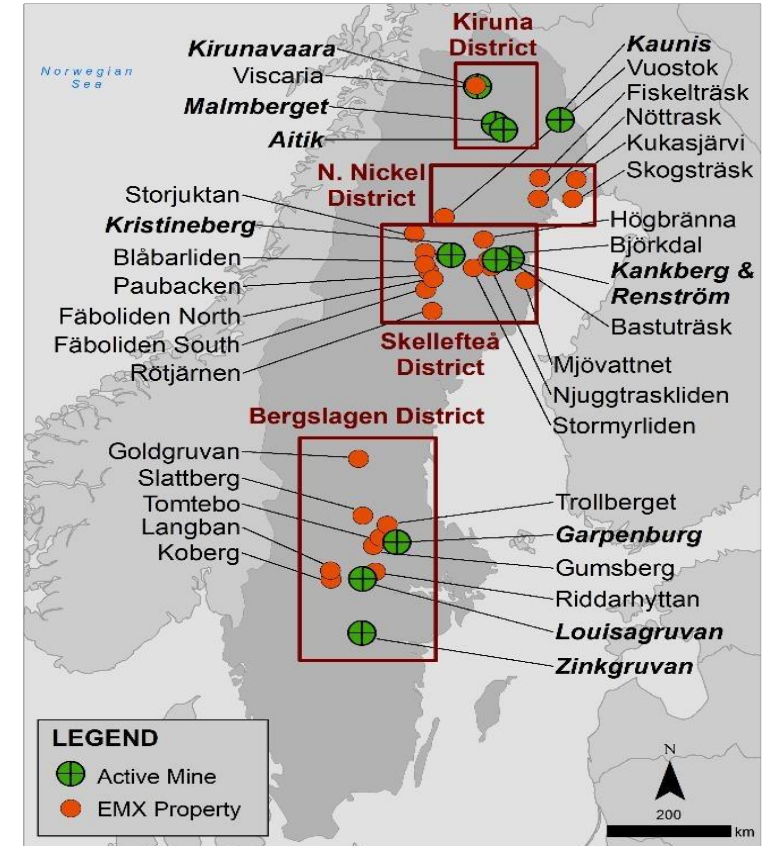 Kiruna
District
Kirunavaara
Viscaria
Malmberget
Aitik
Norwegian
Sea
Kaunis
Vuostok
Fiskelträsk
Nöttrask
Kukasjärvi
Skogsträsk
N. Nickel
District
Storjuktan
Kristineberg
Blåbarliden
Paubacken
Fäboliden North
Fäboliden South
Rötjärnen
Högbränna
Björkdal
Kankberg &
Renström
Bastuträsk
Mjövattnet
Njuggtraskliden
Stormyrliden
Skellefteå
District
Bergslagen District
Goldgruvan
Slattberg
Tomtebo
Langban
Koberg
Trollberget
Garpenburg
Gumsberg
Riddarhyttan
Louisagruvan
Zinkgruvan
LEGEND
Active Mine
EMX Property
N
200
km